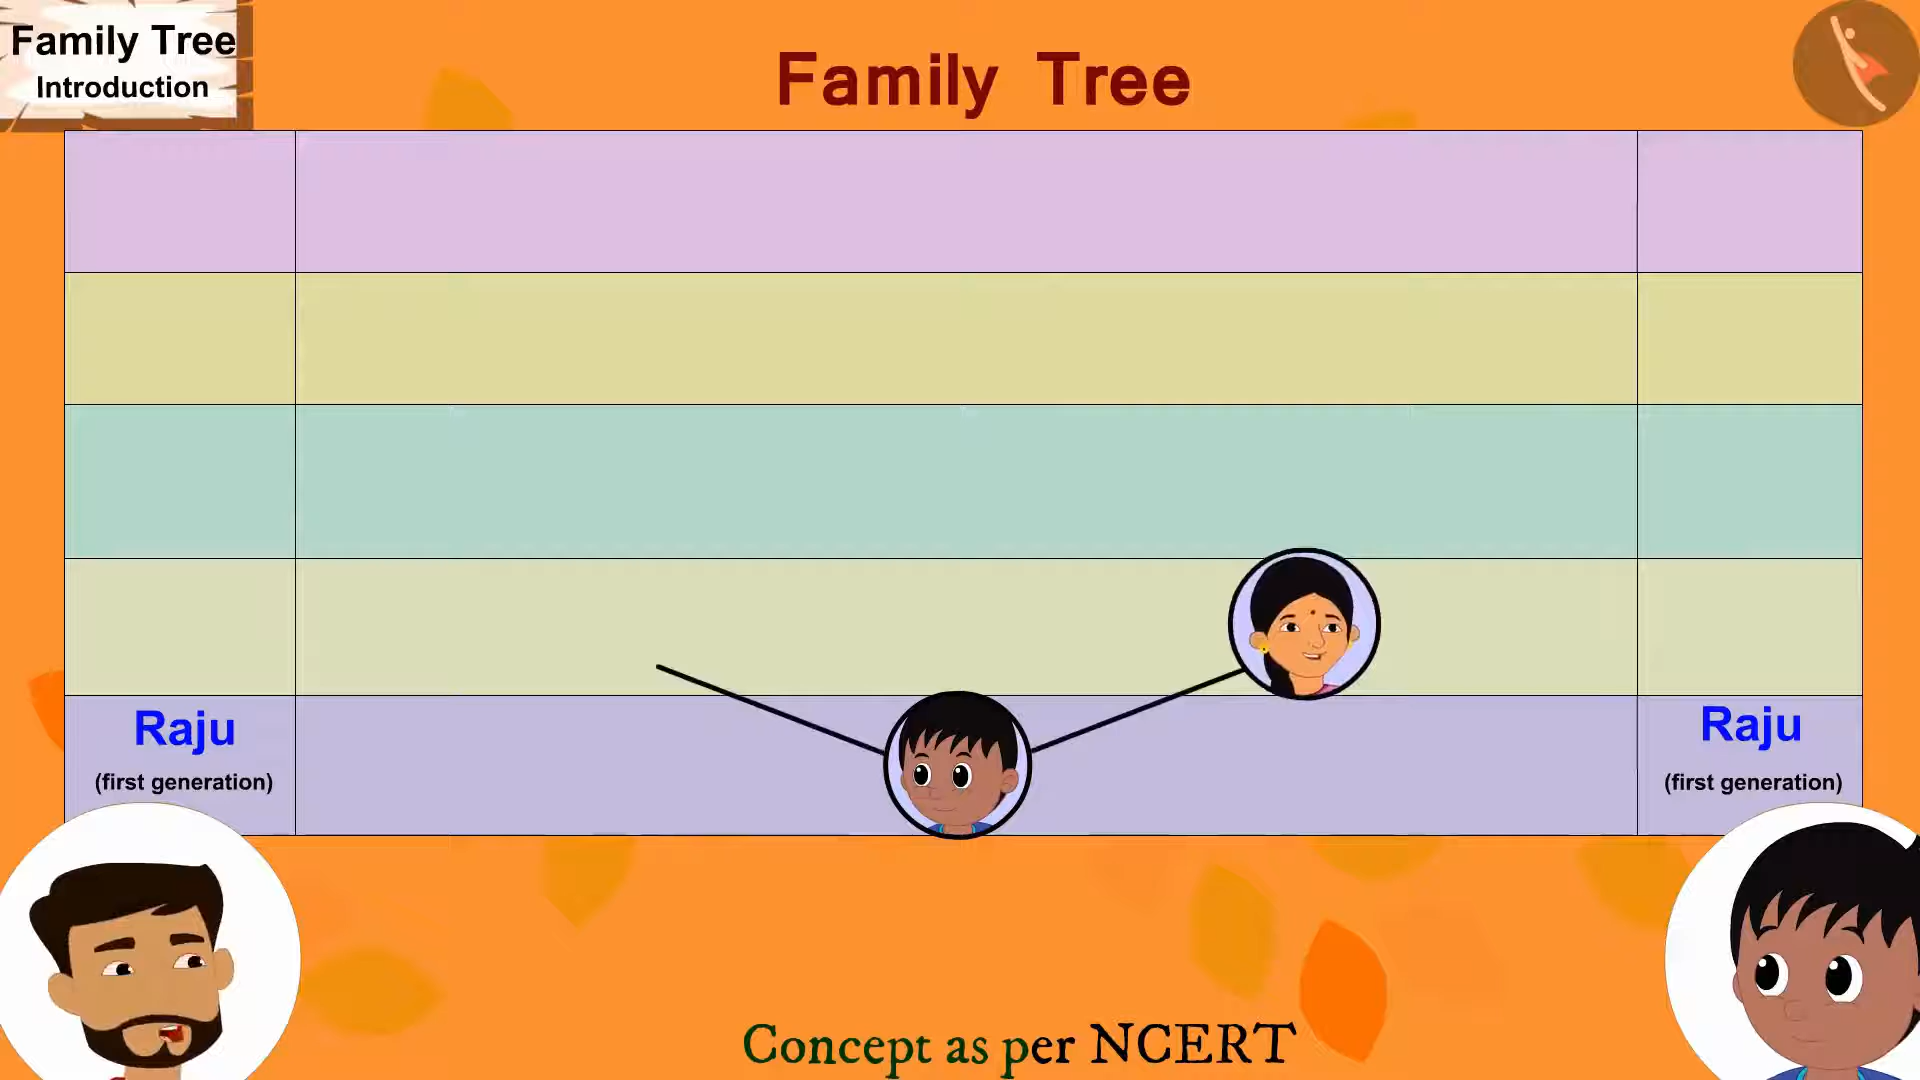 Family Tree
Introduction
Family Tree
Raju
(first generation)
Raju
(first generation)
Concept as per NCERT